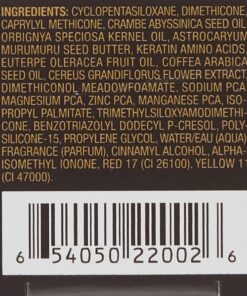 INGREDIENTS: CYCLOPENTASILOXANE, DIMETHICONE,
CAPRYLYL METHICONE, CRAMBE ABYSSINICA SEED OIL,
ORBIGNYA SPECIOSA KERNEL OIL, ASTROCARYUM
MURUMURU SEED BUTTER, KERATIN AMINO ACIDS,
EUTERPE OLERACEA FRUIT OIL, COFFEA ARABICA
SEED OIL, CEREUS GRANDIFLORUS FLOWER EXTRACT
DIMETHICONOL MEADOWFOAMATE, SODIUM PCA
MAGNESIUM PCA, ZINC PCA, MANGANESE PCA, ISO-
PROPYL PALMITATE, TRIMETHYLSILOXYAMODIMETHI-
CONE, BENZOTRIAZOLYL DODECYL P-CRESOL, POLY-
SILICONE-15, PROPYLENE GLYCOL, WATER/EAU (AQUA)
FRAGRANCE (PARFUM), CINNAMYL ALCOHOL, ALPHA-
ISOMETHYL IONONE, RED 17 (CI 26100), YELLOW 11
(CI 47000).
6 54050 22002 6